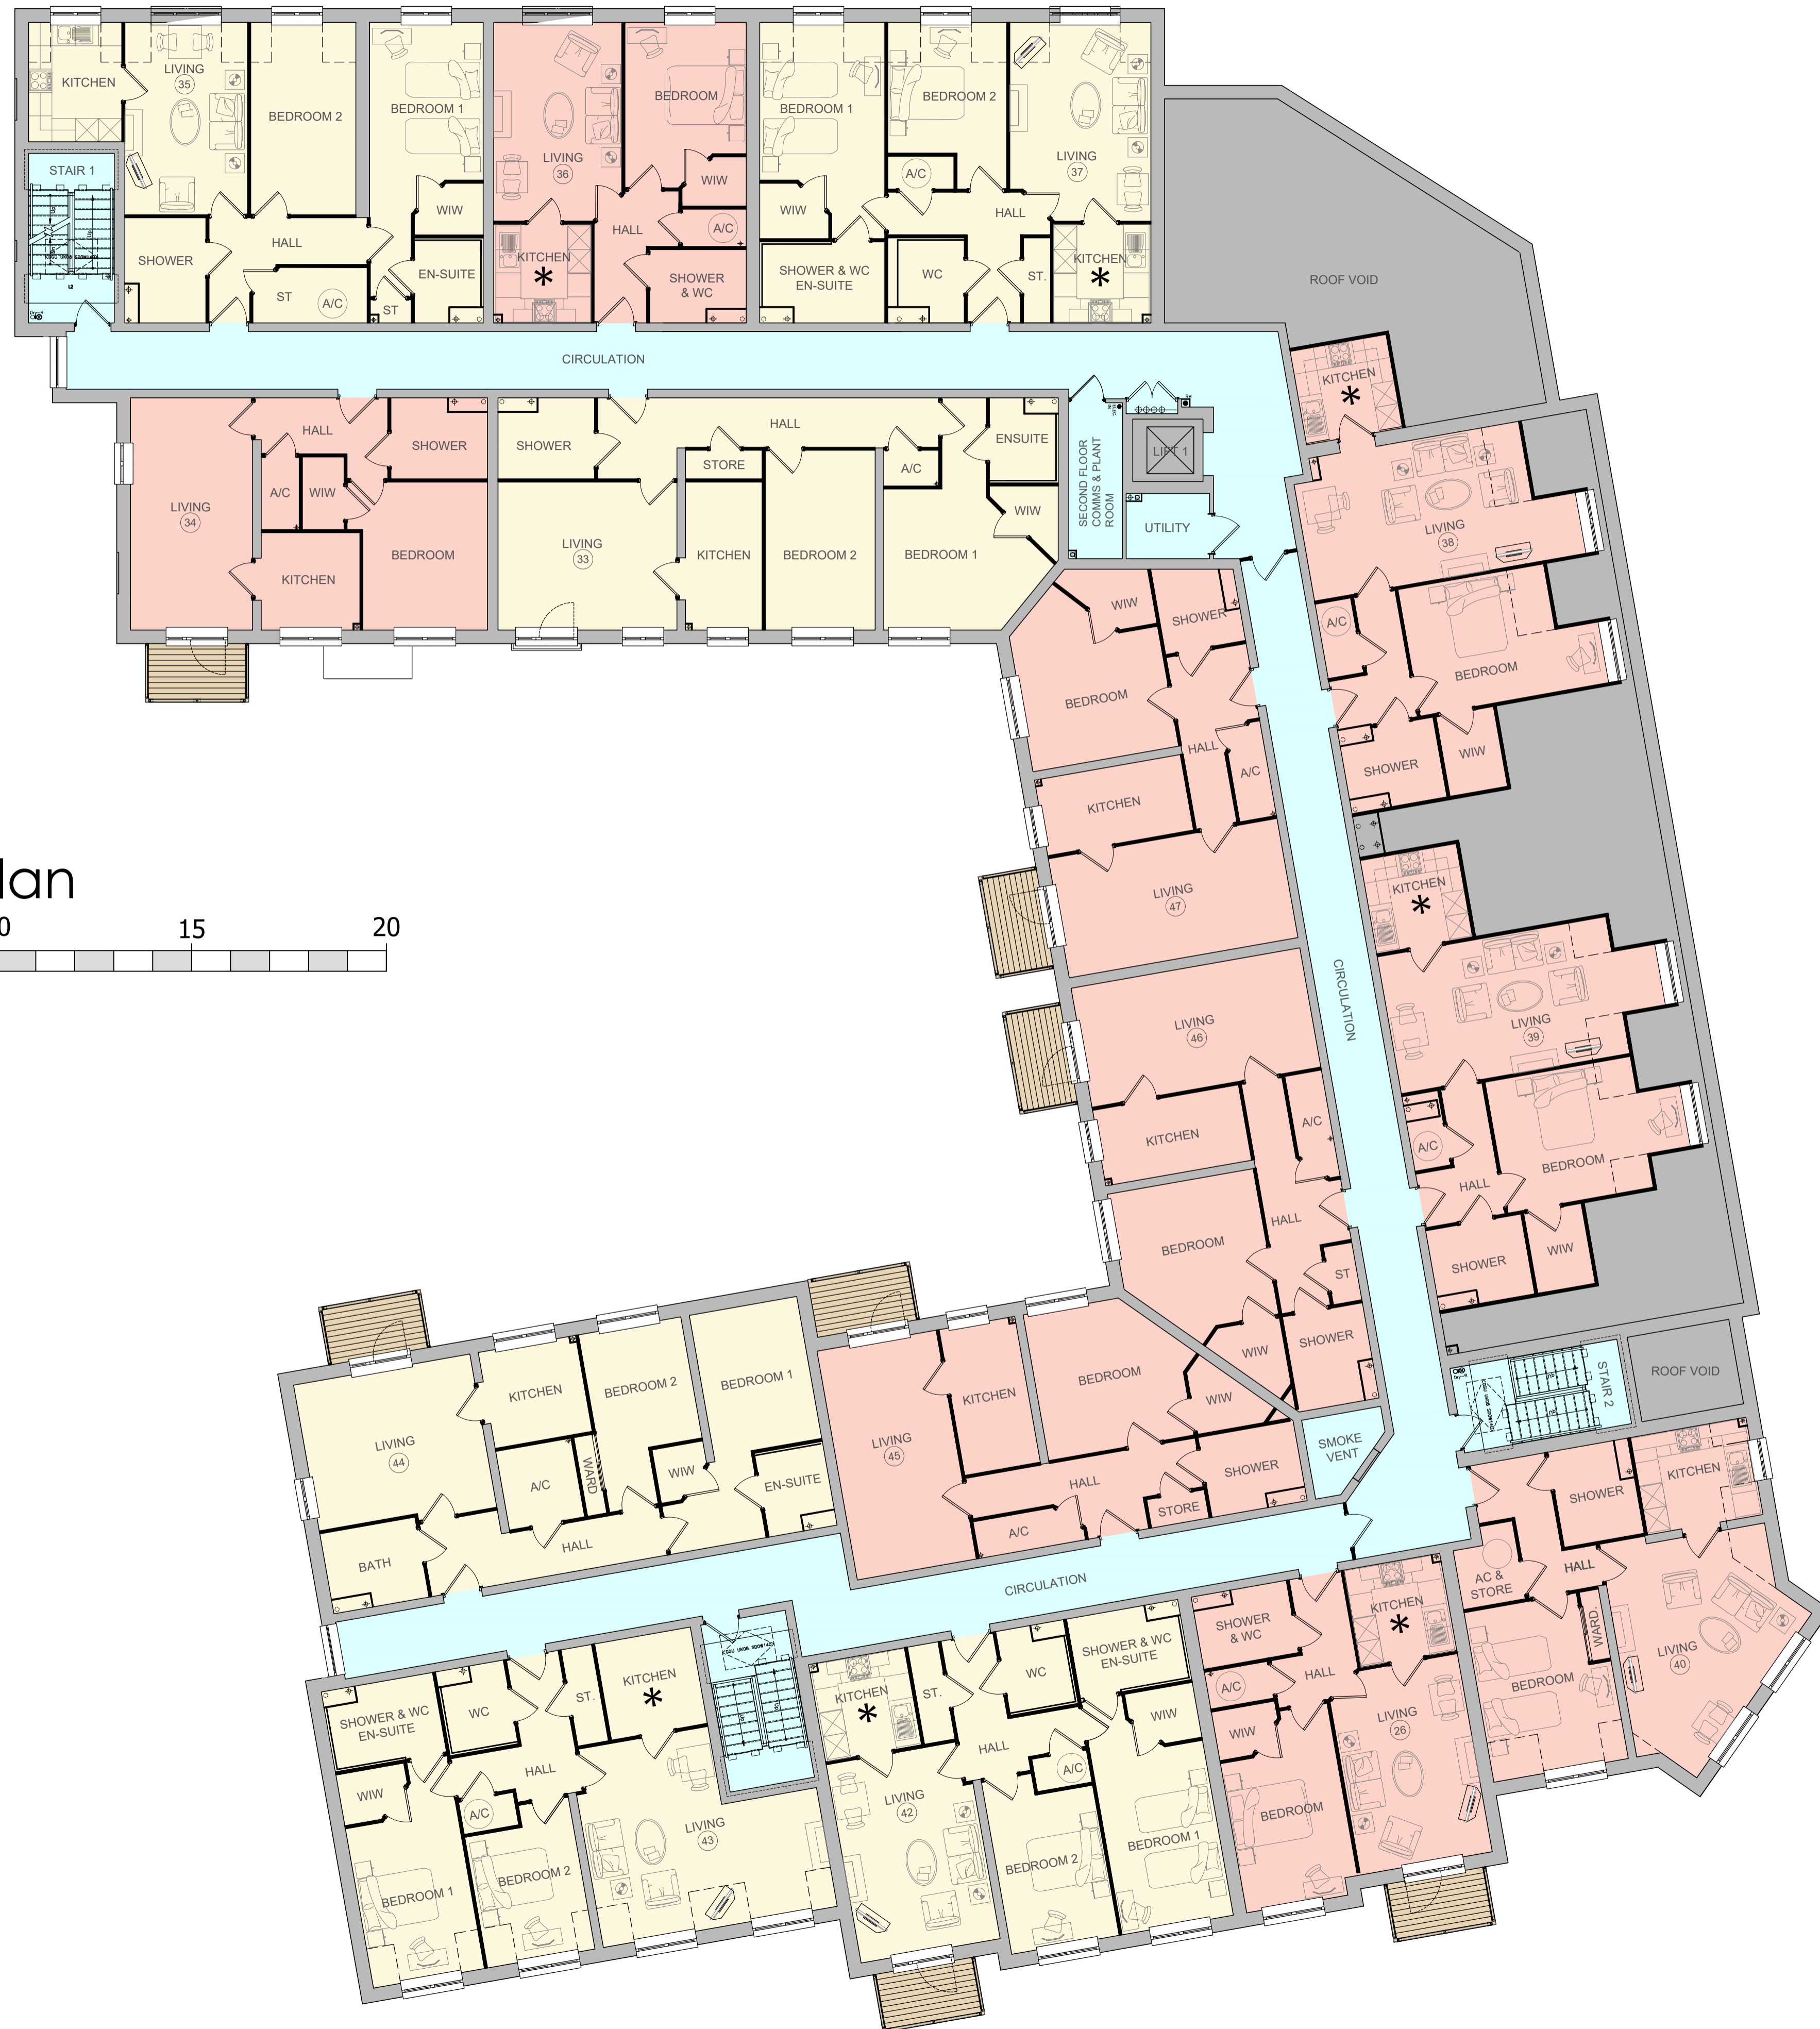 KITCHEN
LIVING
35
BEDROOM 2
BEDROOM 1
LIVING
36
BEDROOM
BEDROOM 1
BEDROOM 2
LIVING
37
STAIR 1
WIW
WIW
A/C
A/C
WIW
HALL
SHOWER
EN-SUITE
ST
A/C
ST
HALL
KITCHEN
*
SHOWER
& WC
SHOWER & WC
EN-SUITE
WC
HALL
ST.
KITCHEN
*
ROOF VOID
CIRCULATION
KITCHEN
*
HALL
SHOWER
A/C
WIW
LIVING
34
KITCHEN
BEDROOM
SHOWER
HALL
STORE
A/C
ENSUITE
WIW
LIVING
33
KITCHEN
BEDROOM 2
BEDROOM 1
SECOND FLOOR
COMMS & PLANT
ROOM
LIFT 1
UTILITY
LIVING
38
A/C
BEDROOM
SHOWER
WIW
WIW
SHOWER
BEDROOM
HALL
A/C
KITCHEN
LIVING
47
lan
0
15
20
KITCHEN
*
LIVING
39
A/C
BEDROOM
HALL
SHOWER
WIW
CIRCULATION
LIVING
46
KITCHEN
A/C
BEDROOM
HALL
ST
WIW
SHOWER
STAIR 2
ROOF VOID
LIVING
44
KITCHEN
BEDROOM 2
BEDROOM 1
A/C
WARD
WIW
EN-SUITE
BATH
HALL
LIVING
45
KITCHEN
BEDROOM
WIW
HALL
SHOWER
STORE
A/C
SMOKE
VENT
CIRCULATION
SHOWER
KITCHEN
AC &
STORE
HALL
WARD.
BEDROOM
LIVING
40
SHOWER & WC
EN-SUITE
WC
ST.
KITCHEN
*
WIW
HALL
A/C
BEDROOM 1
BEDROOM 2
LIVING
43
KITCHEN
*
ST.
WC
SHOWER & WC
EN-SUITE
HALL
WIW
A/C
LIVING
42
BEDROOM 2
BEDROOM 1
SHOWER
& WC
KITCHEN
*
A/C
HALL
WIW
LIVING
26
BEDROOM